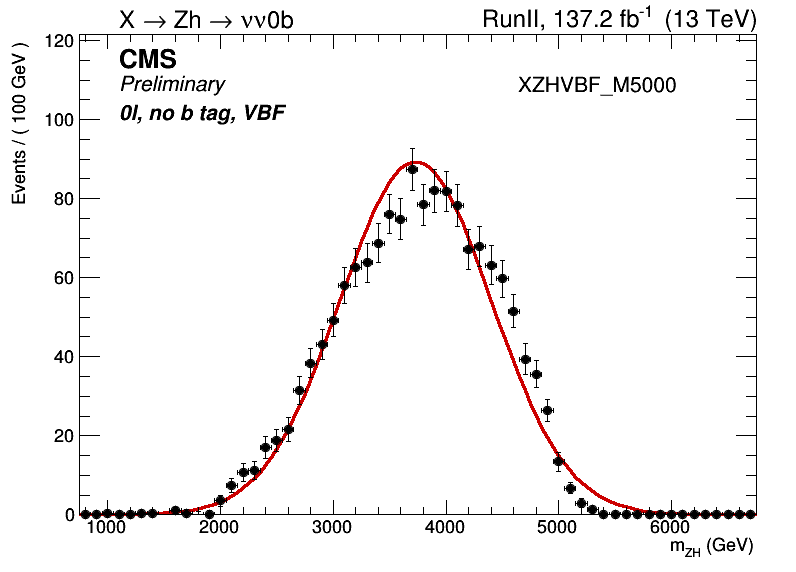 X → Zh → νν0b
RunII, 137.2 fb-1 (13 TeV)
CMS
Preliminary
0l, no b tag, VBF
XZHVBF_M5000
Events / ( 100 GeV )
120
100
80
60
40
20
0
1000 2000 3000 4000 5000 6000
mZH (GeV)